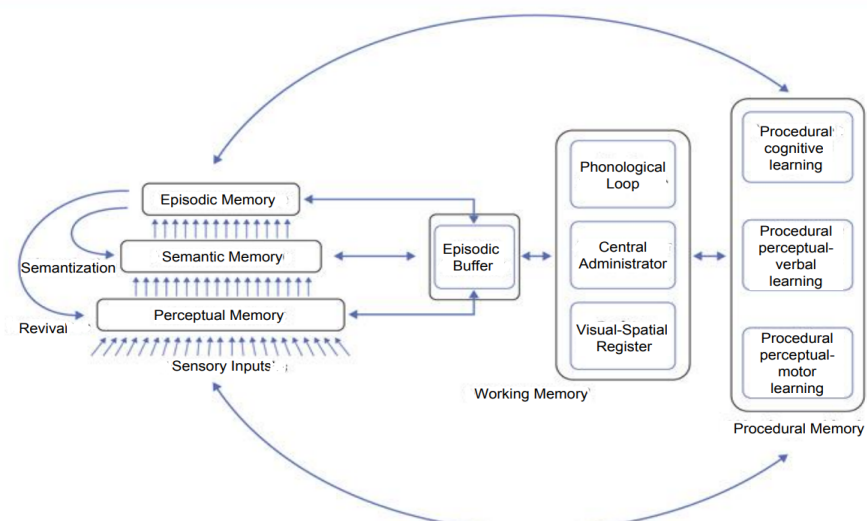 Episodic Memory
Semantic Memory
Semantization
Perceptual Memory
Revival
Sensory Inputs
Episodic
Buffer
Phonological
Loop
Central
Administrator
Visual-Spatial
Register
Working Memory
Procedural
cognitive
learning
Procedural
perceptual-
verbal
learning
Procedural
perceptual-
motor
learning
Procedural Memory